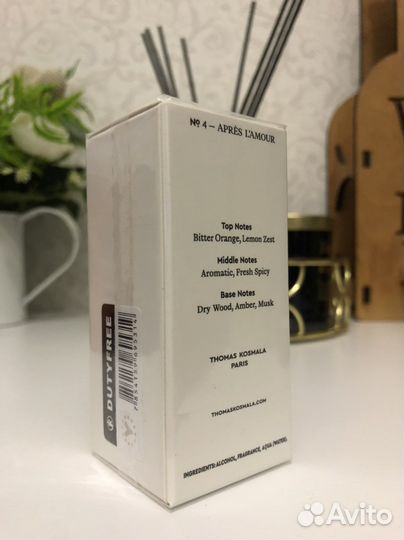 № 4 — APRÈS L'AMOUR
Top Notes
Bitter Orange, Lemon Zest
Middle Notes
Aromatic, Fresh Spicy
Base Notes
Dry Wood, Amber, Musk
THOMAS KOSMALA
PARIS
THOMASKOSMALA.COM
INGREDIENTS: ALCOHOL, FRAGRANCE, AQUA (WATER).
DUTYFREE
Avito